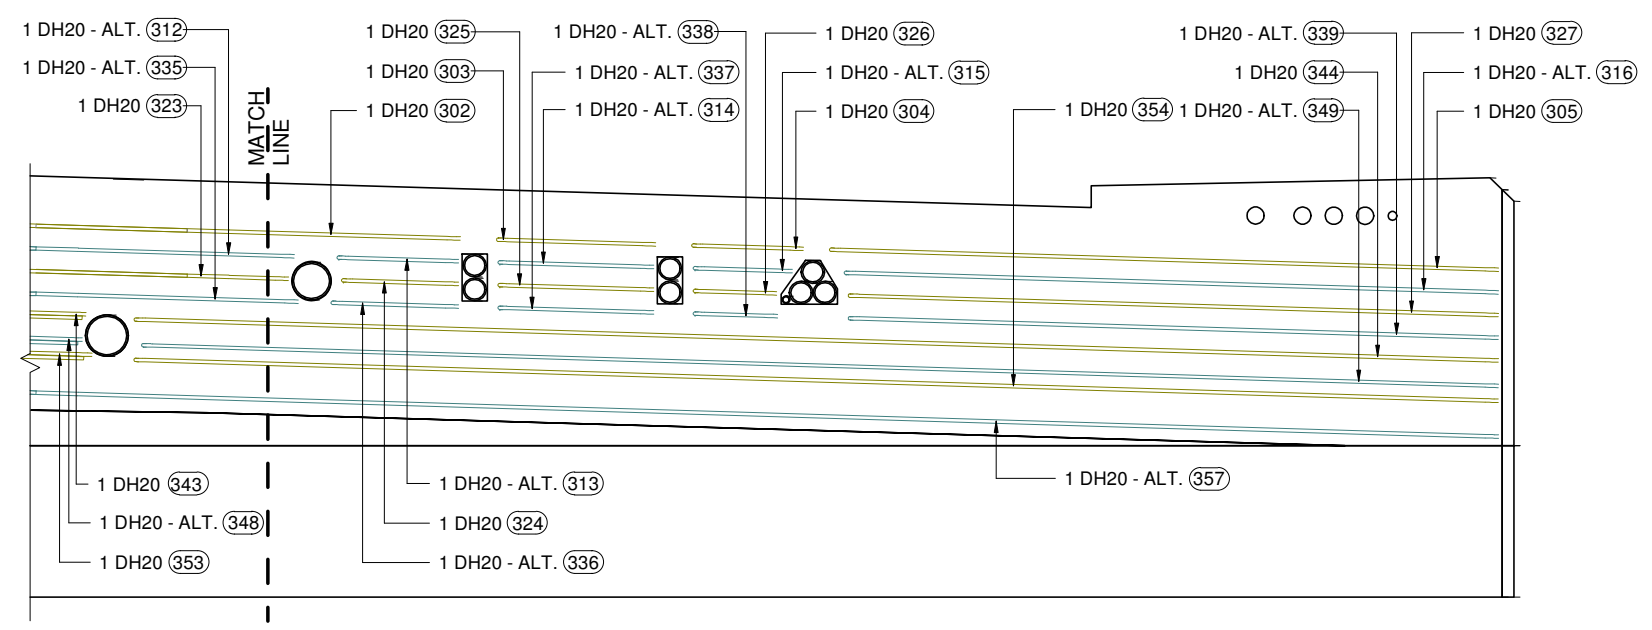 1 DH20 - ALT. 312
1 DH20 325
1 DH20 - ALT. 338
1 DH20 326
1 DH20 - ALT. 339
1 DH20 327
1 DH20 - ALT. 335
1 DH20 303
1 DH20 - ALT. 337
1 DH20 - ALT. 315
1 DH20 344
1 DH20 - ALT. 316
1 DH20 323
MATCH
LINE
1 DH20 302
1 DH20 - ALT. 314
1 DH20 304
1 DH20 354
1 DH20 - ALT. 349
1 DH20 305
1 DH20 343
1 DH20 - ALT. 313
1 DH20 - ALT. 357
1 DH20 - ALT. 348
1 DH20 324
1 DH20 353
1 DH20 - ALT. 336